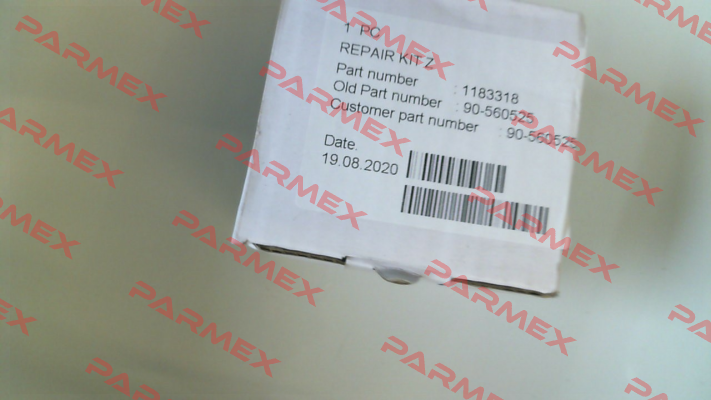 1 PC
REPAIR KIT Z
Part number : 1183318
Old Part number : 90-560525
Customer part number : 90-560525
Date.
19.08.2020
PARMEX